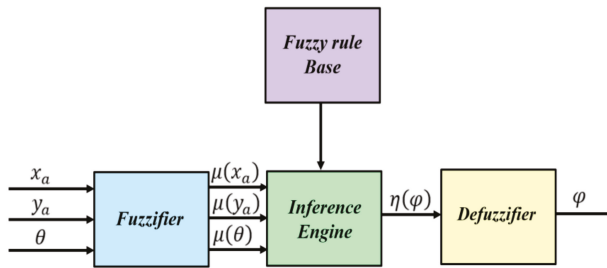 Fuzzy rule
Base
x_a
y_a
θ
Fuzzifier
μ(x_a)
μ(y_a)
μ(θ)
Inference
Engine
η(φ)
Defuzzifier
φ